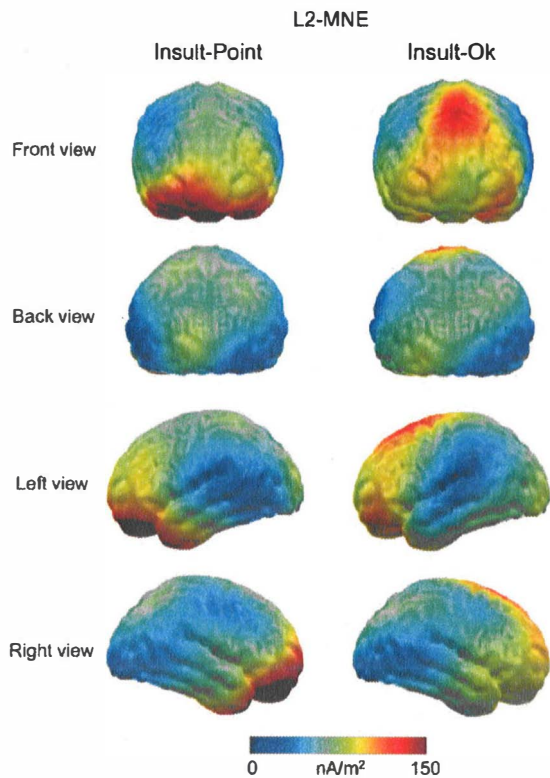 L2-MNE
Insult-Point Insult-Ok
Front view
Back view
Left view
Right view
0 nA/m² 150